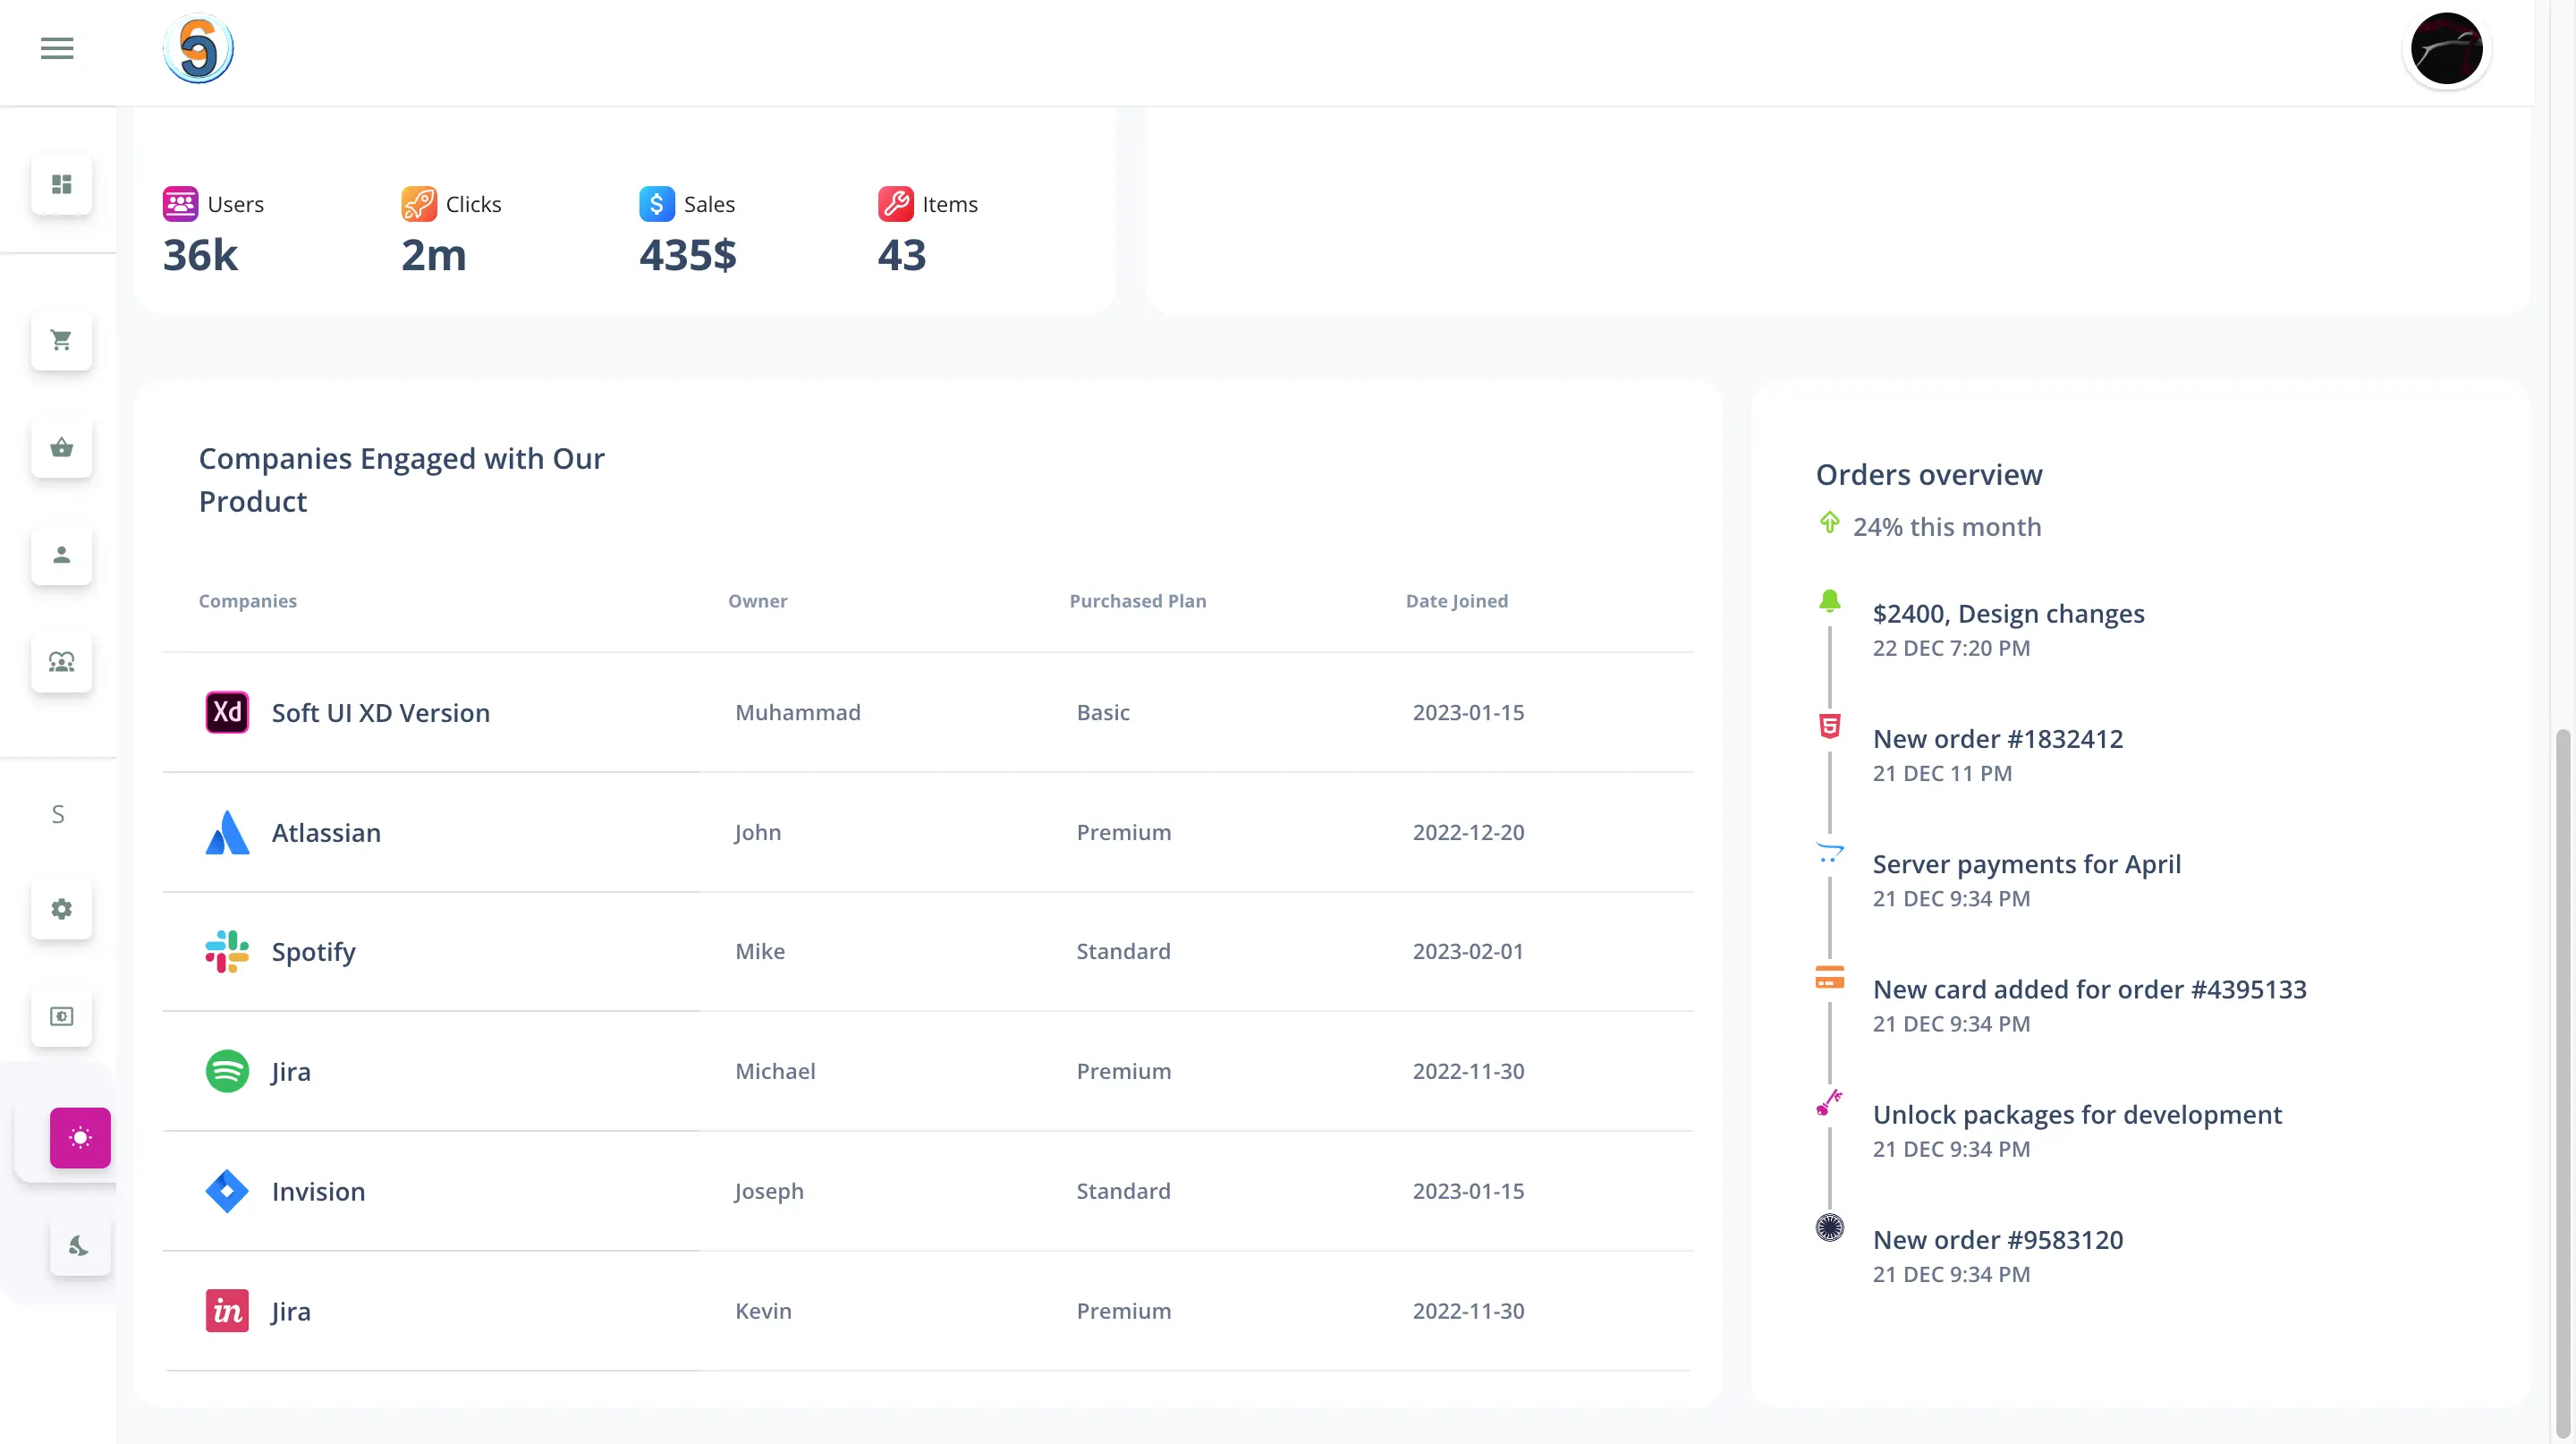 Users
Clicks
Sales
Items
36k
2m
435$
43
Companies Engaged with Our
Product
Companies
Owner
Purchased Plan
Date Joined
Xd
Soft UI XD Version
Muhammad
Basic
2023-01-15
Atlassian
John
Premium
2022-12-20
Spotify
Mike
Standard
2023-02-01
Jira
Michael
Premium
2022-11-30
Invision
Joseph
Standard
2023-01-15
in
Jira
Kevin
Premium
2022-11-30
Orders overview
24% this month
$2400, Design changes
22 DEC 7:20 PM
5
New order #1832412
21 DEC 11 PM
Server payments for April
21 DEC 9:34 PM
New card added for order #4395133
21 DEC 9:34 PM
Unlock packages for development
21 DEC 9:34 PM
New order #9583120
21 DEC 9:34 PM
S